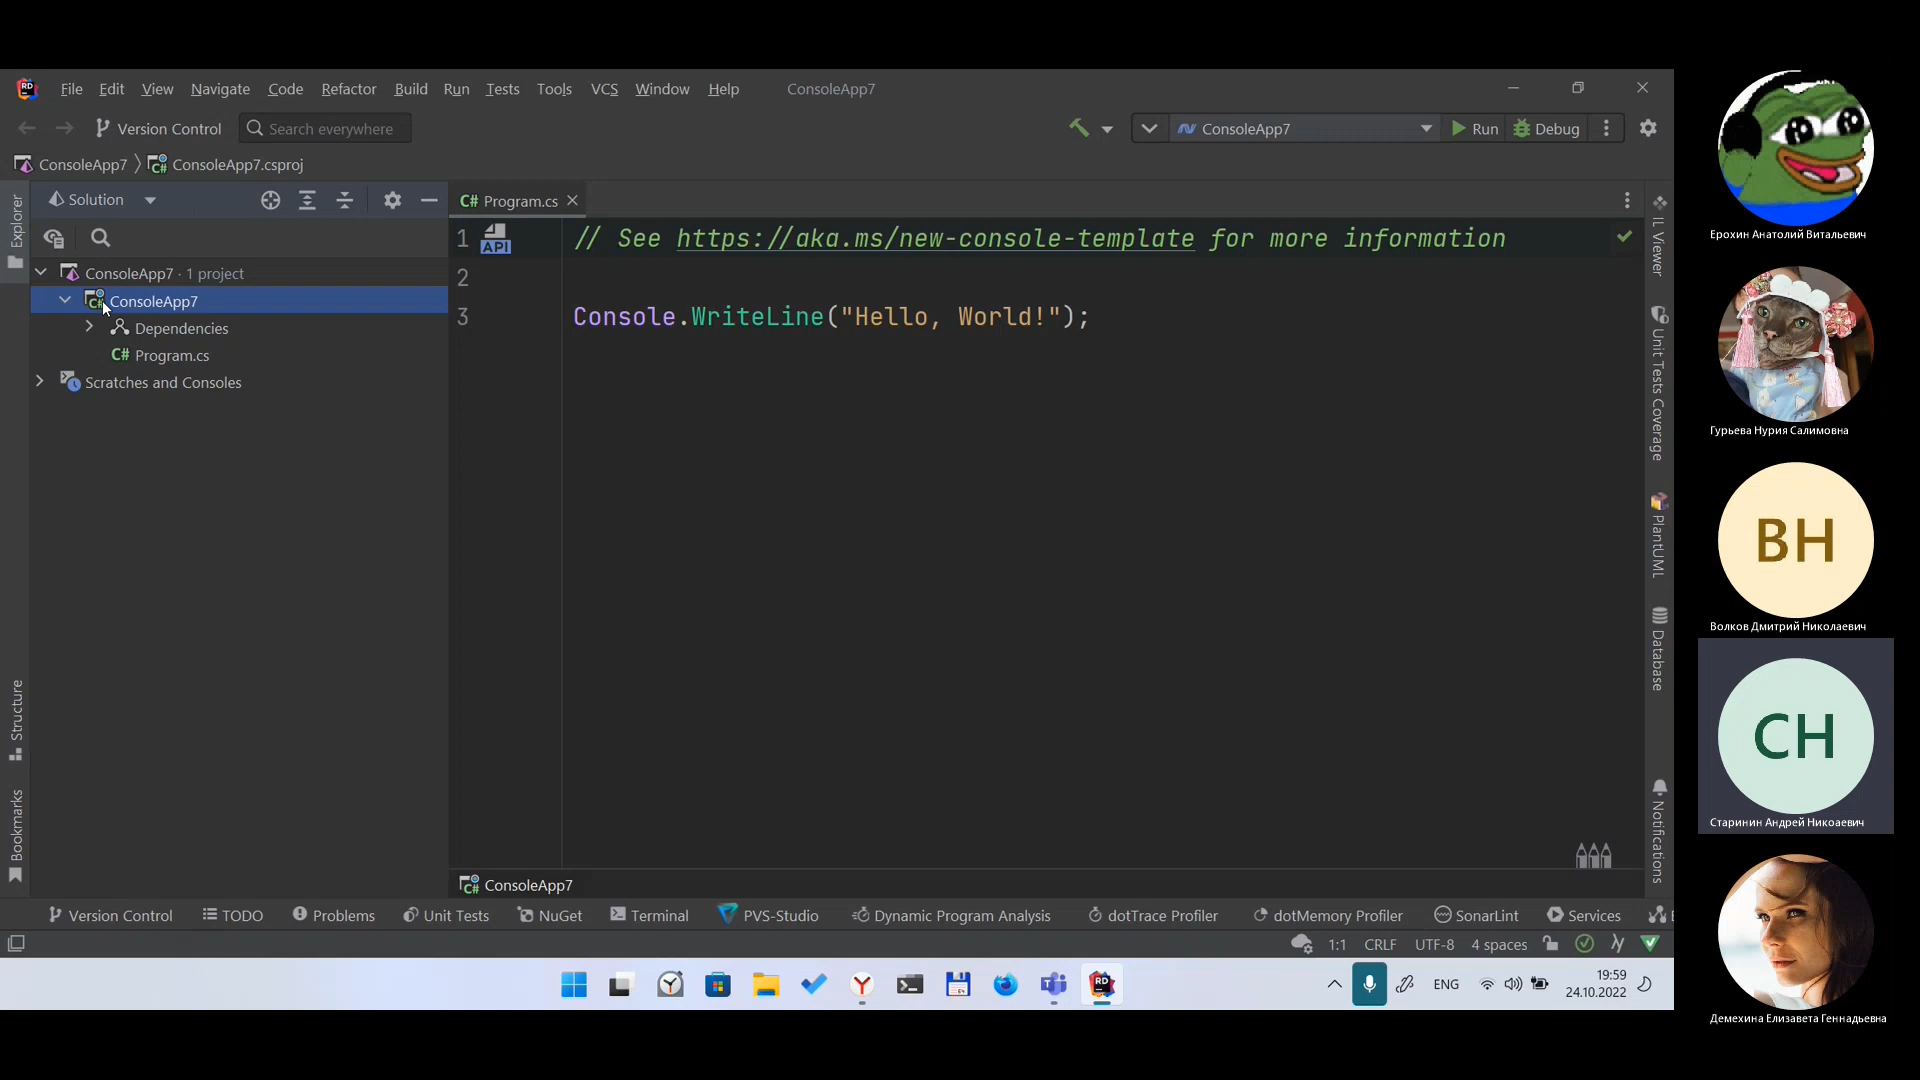 File Edit View Navigate Code Refactor Build Run Tests Tools VCS Window Help ConsoleApp7
Version Control Search everywhere ConsoleApp7 Run Debug
ConsoleApp7 ConsoleApp7.csproj
Solution
C# Program.cs
Explorer
1 API // See https://aka.ms/new-console-template for more information
2
3 Console.WriteLine("Hello, World!");
ConsoleApp7 · 1 project
ConsoleApp7
Dependencies
C# Program.cs
Scratches and Consoles
Structure
Bookmarks
IL Viewer
Unit Tests Coverage
PlantUML
Database
Notifications
C# ConsoleApp7
Version Control TODO Problems Unit Tests NuGet Terminal PVS-Studio Dynamic Program Analysis dotTrace Profiler dotMemory Profiler SonarLint Services
1:1 CRLF UTF-8 4 spaces
ENG 19:59
24.10.2022
Ерохин Анатолий Витальевич
Гурьева Нурия Салимовна
ВН
Волков Дмитрий Николаевич
СН
Старинин Андрей Никоаевич
Демехина Елизавета Геннадьевна